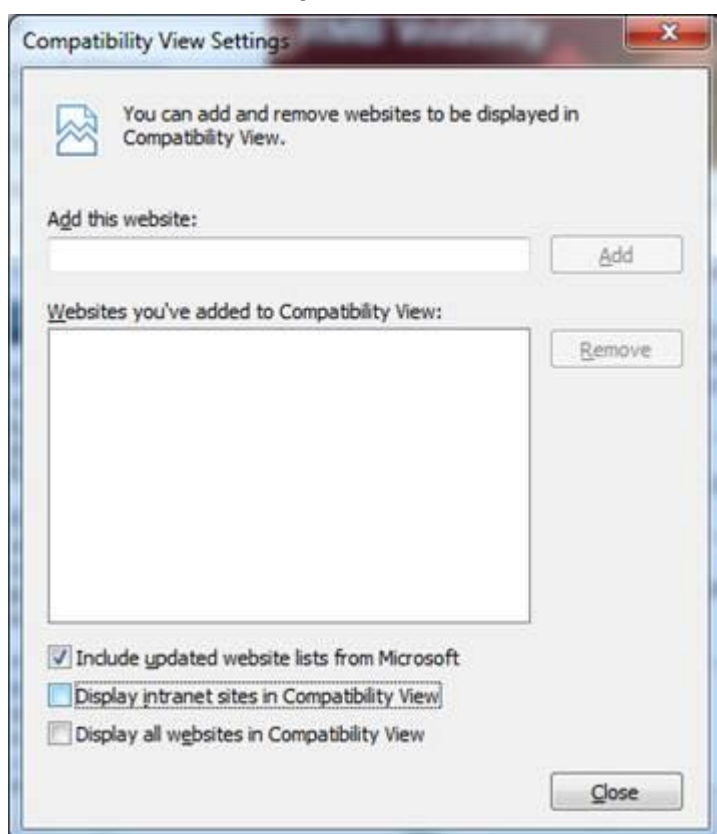 Compatibility View Settings
You can add and remove websites to be displayed in
Compatibility View.
Add this website:
Add
Websites you've added to Compatibility View:
Remove
Include updated website lists from Microsoft
Display intranet sites in Compatibility View
Display all websites in Compatibility View
Close